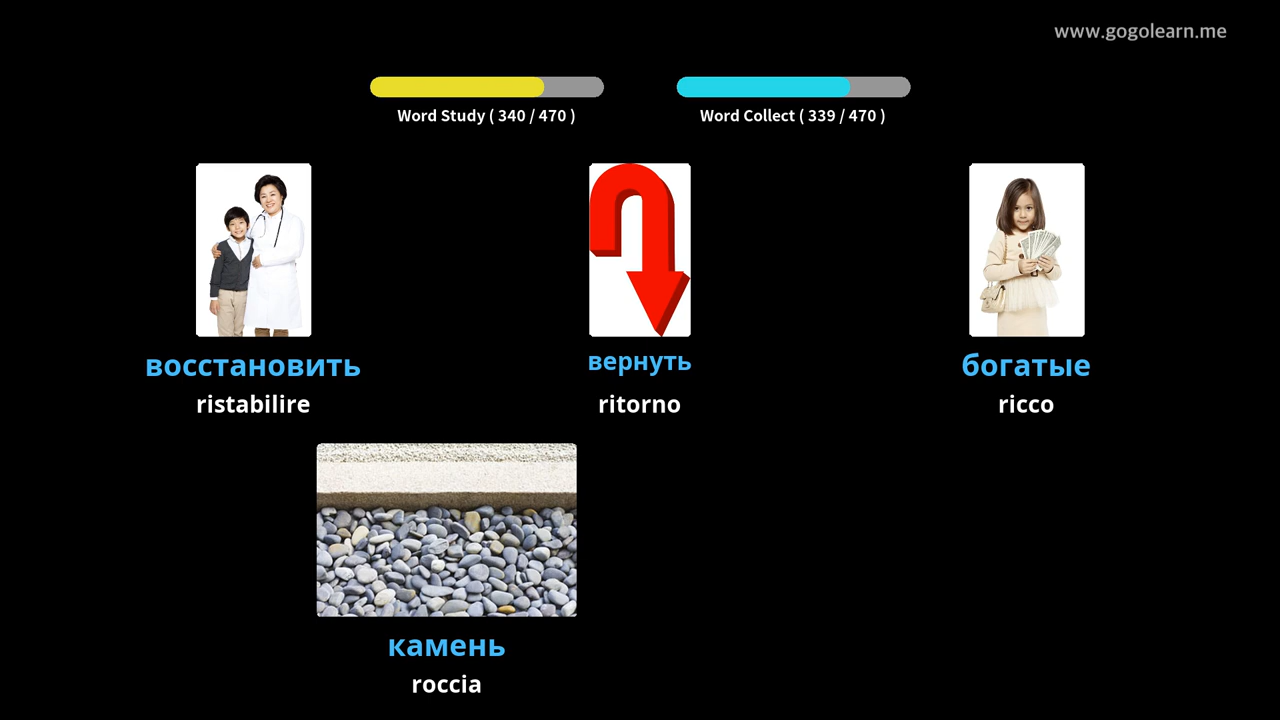 www.gogolearn.me
Word Study ( 340 / 470 )
Word Collect ( 339 / 470 )
восстановить
ristabilire
вернуть
ritorno
богатые
ricco
камень
roccia